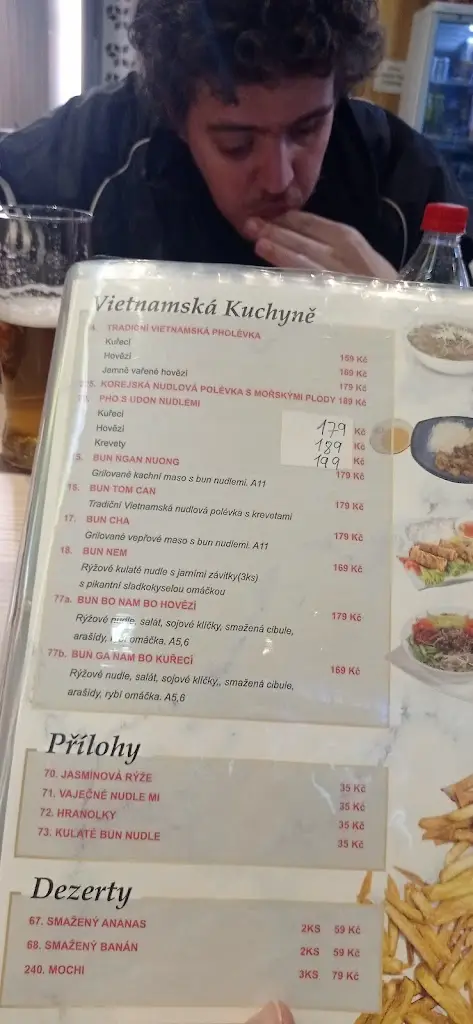 Vietnamská Kuchyně
TRADIČNÍ VIETNAMSKÁ PROLÉVKA
Kuřecí 159 Kč
Hovězí 169 Kč
Jemně vařené hovězí 179 Kč
KOREJSKÁ NUDLOVÁ POLÉVKA S MOŘSKÝMI PLODY 189 Kč
PHO S UDON NUDLEMI
Kuřecí 179 Kč
Hovězí 189 Kč
Krevety 199 Kč
BUN NGAN NUONG 179 Kč
Grilované kachní maso s bun nudlemi. A11
16. BUN TOM CAN 179 Kč
Tradiční Vietnamská nudlová polévka s krevetami
17. BUN CHA 179 Kč
Grilované vepřové maso s bun nudlemi. A11
18. BUN NEM 169 Kč
Rýžové kulaté nudle s jarními závitky(3ks)
s pikantní sladkokyselou omáčkou
77a. BUN BO NAM BO HOVĚZÍ 179 Kč
Rýžové nudle, salát, sojové klíčky, smažená cibule,
arašídy, omáčka. A5,6
77b. BUN GA NAM BO KUŘECÍ 169 Kč
Rýžové nudle, salát, sojové klíčky,, smažená cibule,
arašídy, rybí omáčka. A5,6
Přílohy
70. JASMÍNOVÁ RÝŽE 35 Kč
71. VAJEČNÉ NUDLE MI 35 Kč
72. HRANOLKY 35 Kč
73. KULATÉ BUN NUDLE 35 Kč
Dezerty
67. SMAŽENÝ ANANAS 2KS 59 Kč
68. SMAŽENÝ BANÁN 2KS 59 Kč
240. MOCHI 3KS 79 Kč